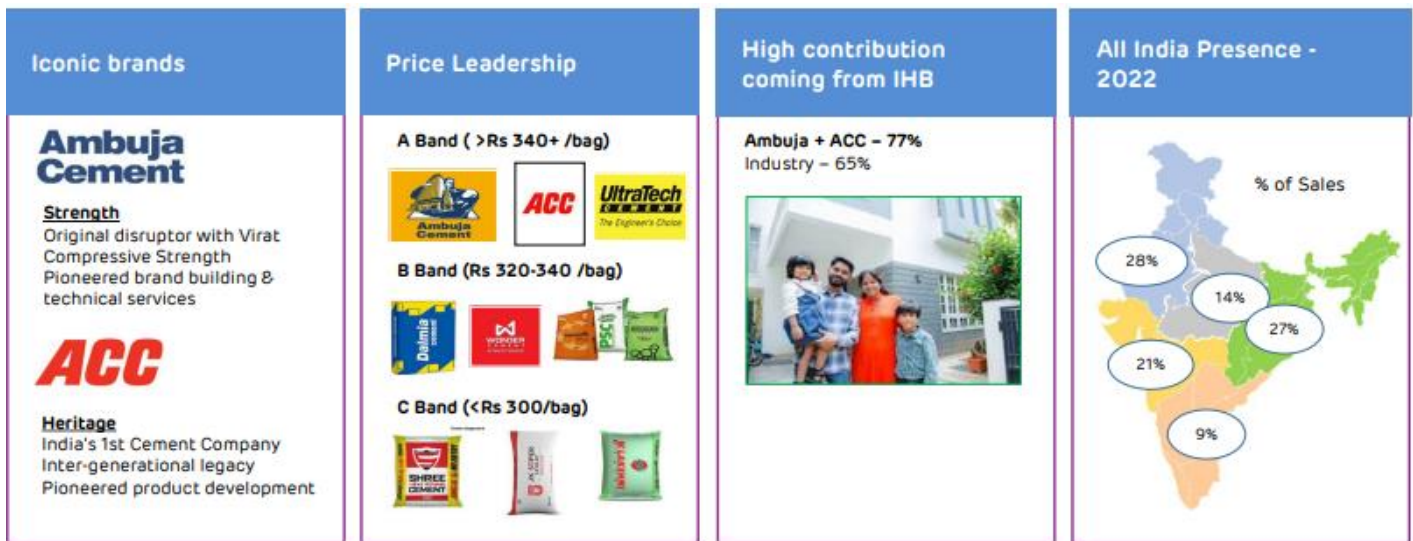 Iconic brands
Ambuja
Cement
Strength
Original disruptor with Virat
Compressive Strength
Pioneered brand building &
technical services
ACC
Heritage
India's 1st Cement Company
Inter-generational legacy
Pioneered product development
Price Leadership
A Band ( >Rs 340+ /bag)
Ambuja
Cement
ACC
UltraTech
CEMENT
The Engineer's Choice
B Band (Rs 320-340 /bag)
Dalmia
cement
WONDER
CEMENT
PSC
C Band (<Rs 300/bag)
SHREE
CEMENT
JK SUPER
High contribution
coming from IHB
Ambuja + ACC – 77%
Industry – 65%
All India Presence -
2022
% of Sales
28%
14%
27%
21%
9%